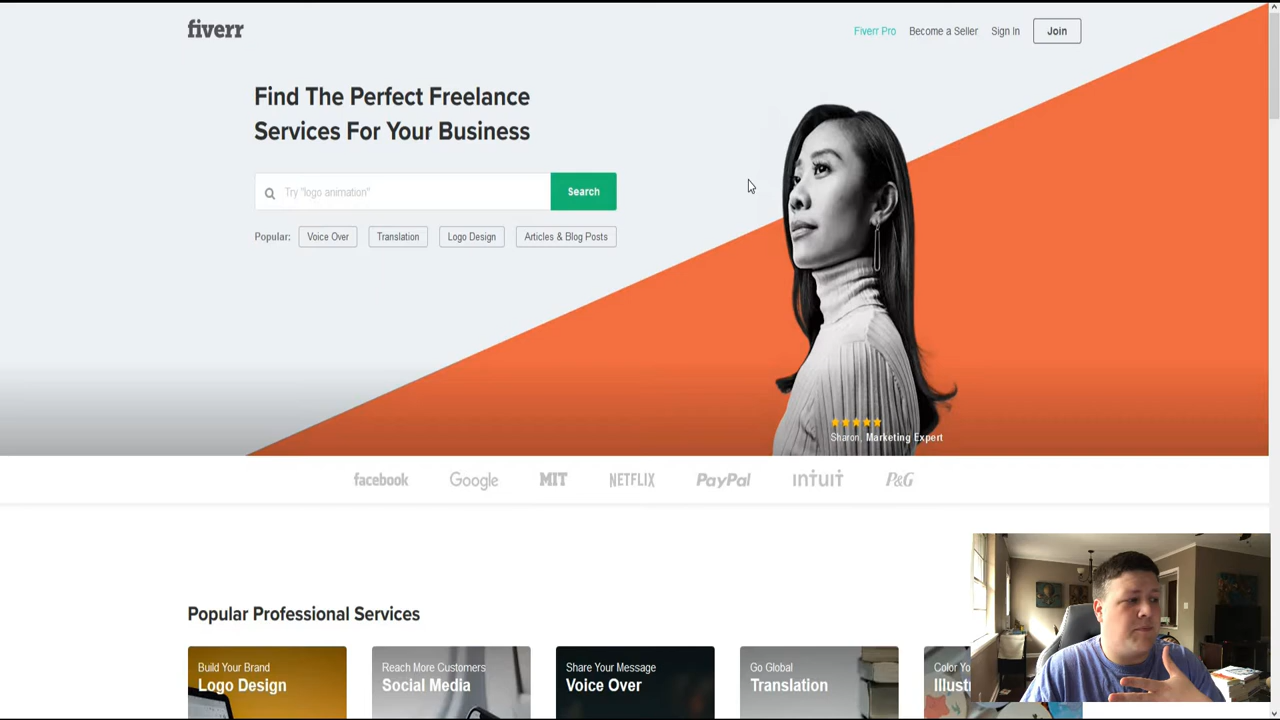 fiverr
Fiverr Pro
Become a Seller
Sign In
Join
Find The Perfect Freelance
Services For Your Business
Try "logo animation"
Search
Popular:
Voice Over
Translation
Logo Design
Articles & Blog Posts
Sharon, Marketing Expert
facebook
Google
MIT
NETFLIX
PayPal
INTUIT
P&G
Popular Professional Services
Build Your Brand
Logo Design
Reach More Customers
Social Media
Share Your Message
Voice Over
Go Global
Translation
Color Yo
Illust